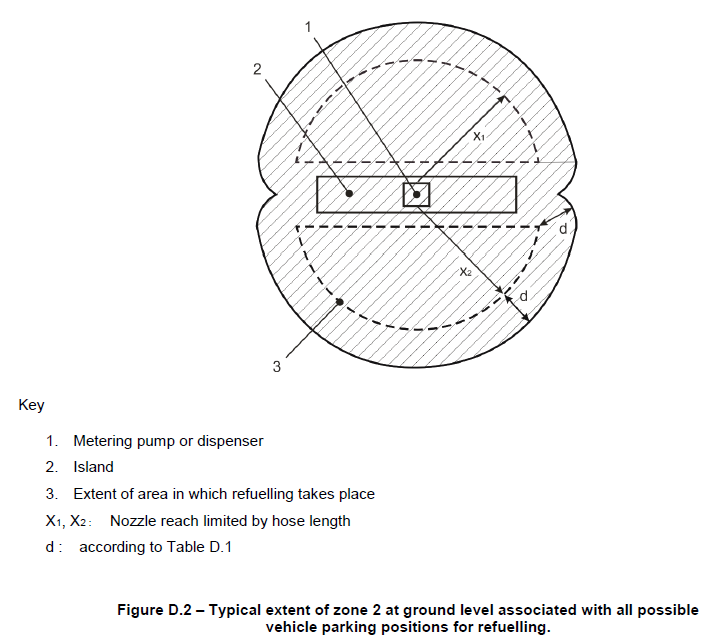 1
2
X1
d
X2
d
3
Key
1. Metering pump or dispenser
2. Island
3. Extent of area in which refuelling takes place
X1, X2 : Nozzle reach limited by hose length
d : according to Table D.1
Figure D.2 – Typical extent of zone 2 at ground level associated with all possible
vehicle parking positions for refuelling.